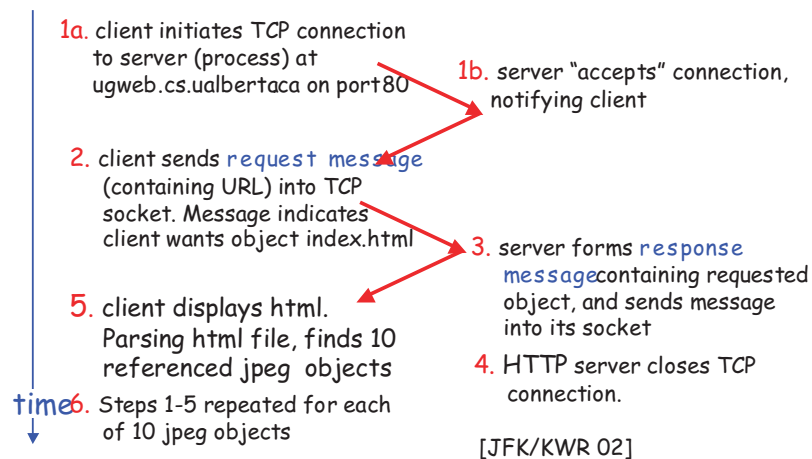 1a. client initiates TCP connection
to server (process) at
ugweb.cs.ualbertaca on port80
1b. server “accepts” connection,
notifying client
2. client sends request message
(containing URL) into TCP
socket. Message indicates
client wants object index.html
3. server forms response
messagecontaining requested
object, and sends message
into its socket
4. HTTP server closes TCP
connection.
5. client displays html.
Parsing html file, finds 10
referenced jpeg objects
time
6. Steps 1-5 repeated for each
of 10 jpeg objects
[JFK/KWR 02]